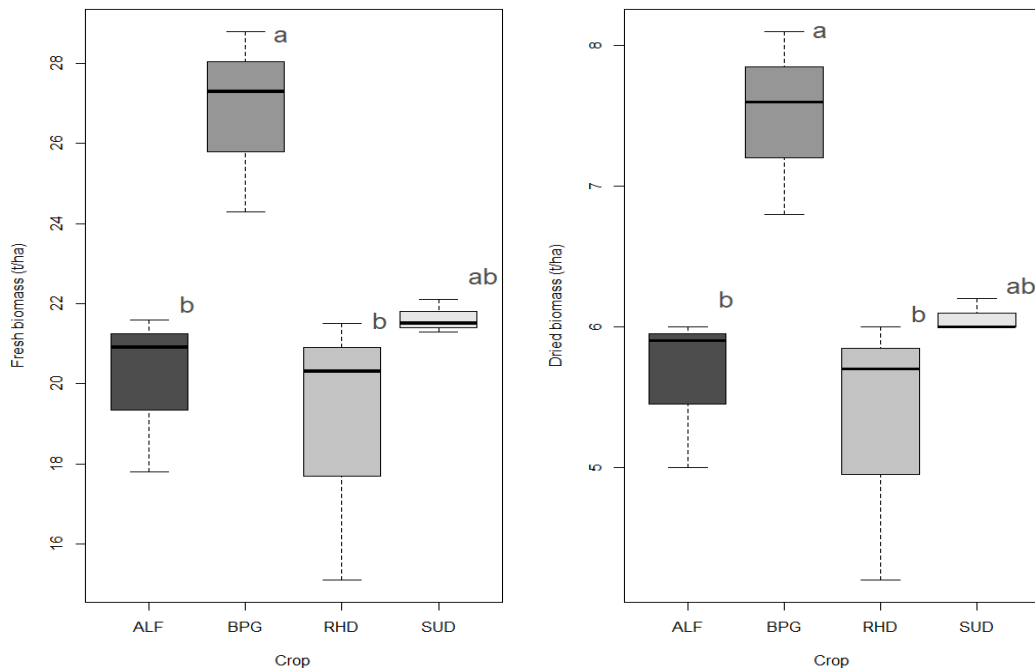 Fresh biomass (t/ha)
28
26
24
22
20
18
16
b
a
b
ab
ALF BPG RHD SUD
Crop
Dried biomass (t/ha)
8
7
6
5
b
a
b
ab
ALF BPG RHD SUD
Crop